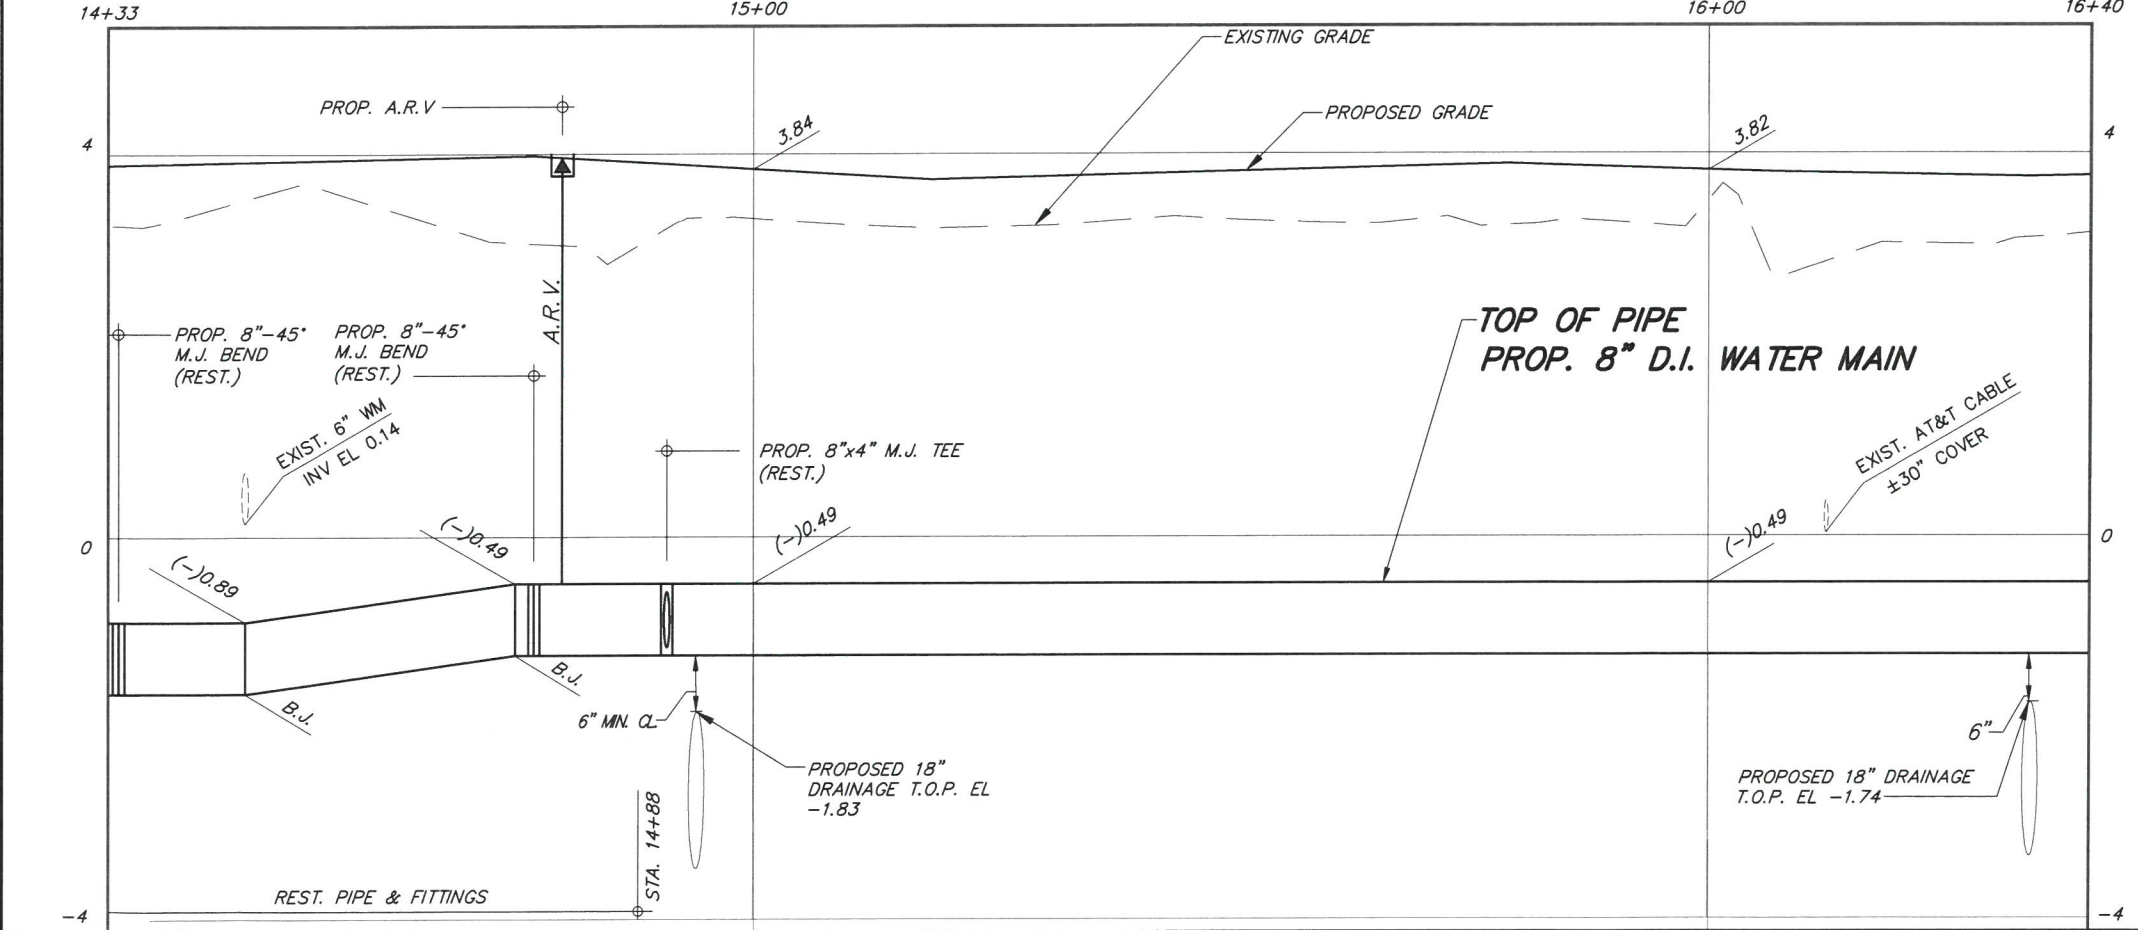 14+33
15+00
16+00
16+40
EXISTING GRADE
PROP. A.R.V
PROPOSED GRADE
3.84
3.82
4
4
A.R.V.
PROP. 8"-45°
M.J. BEND
(REST.)
PROP. 8"-45°
M.J. BEND
(REST.)
TOP OF PIPE
PROP. 8" D.I. WATER MAIN
EXIST. 6" WM
INV EL 0.14
PROP. 8"x4" M.J. TEE
(REST.)
EXIST. AT&T CABLE
±30" COVER
0
0
(-)0.89
(-)0.49
(-)0.49
(-)0.49
B.J.
B.J.
6" MIN. CL
6"
PROPOSED 18"
DRAINAGE T.O.P. EL
-1.83
PROPOSED 18" DRAINAGE
T.O.P. EL -1.74
STA. 14+88
REST. PIPE & FITTINGS
-4
-4